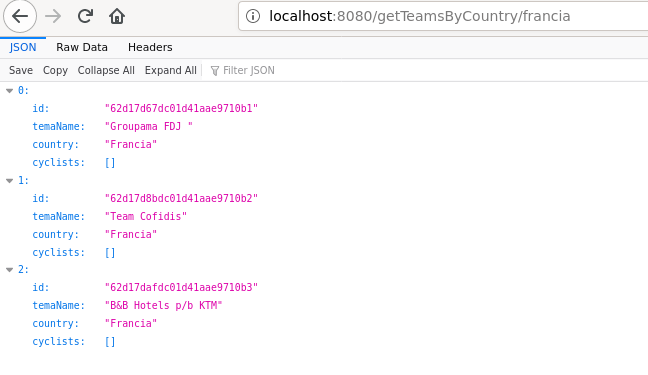 localhost:8080/getTeamsByCountry/francia
JSON Raw Data Headers
Save Copy Collapse All Expand All Filter JSON
0:
id: "62d17d67dc01d41aae9710b1"
temaName: "Groupama FDJ "
country: "Francia"
cyclists: []
1:
id: "62d17d8bdc01d41aae9710b2"
temaName: "Team Cofidis"
country: "Francia"
cyclists: []
2:
id: "62d17dafdc01d41aae9710b3"
temaName: "B&B Hotels p/b KTM"
country: "Francia"
cyclists: []